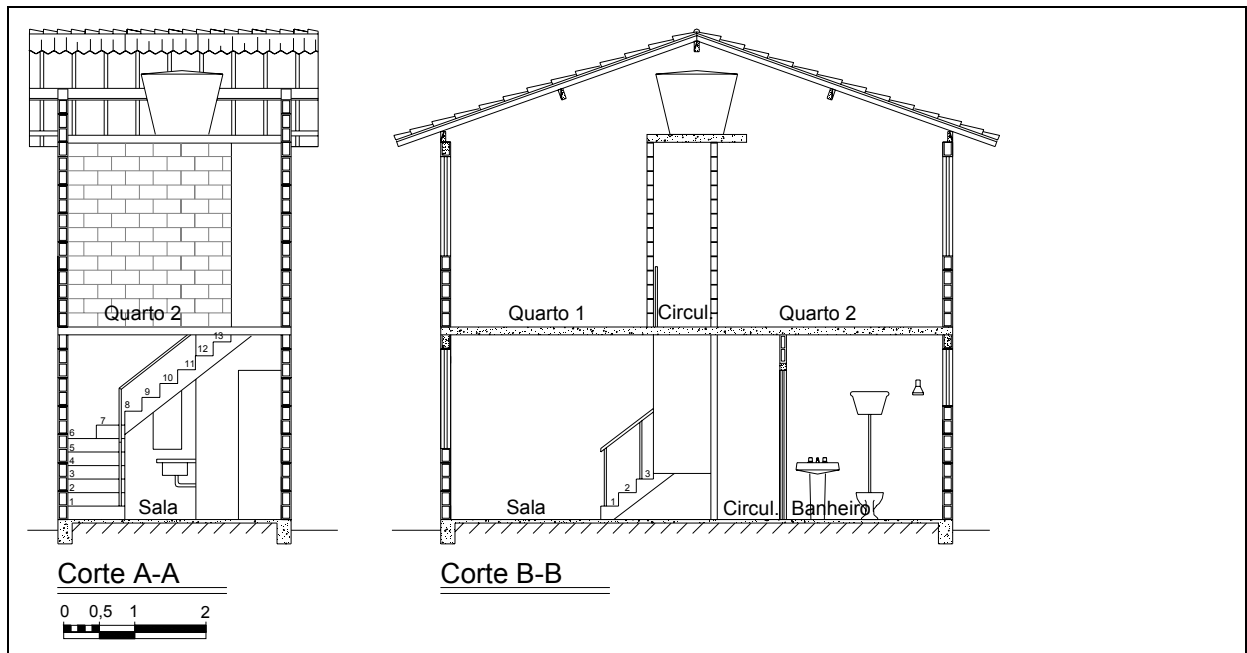 Quarto 2
13
12
11
10
9
8
7
6
5
4
3
2
1
Sala
Corte A-A
0 0,5 1 2
Quarto 1 Circul. Quarto 2
3
2
1
Sala Circul. Banheiro
Corte B-B